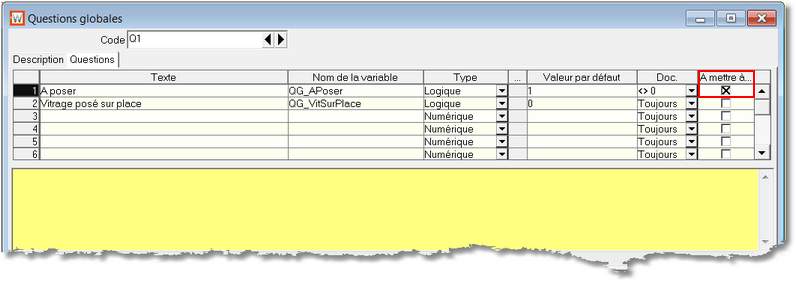 W Questions globales
Code Q1
Description Questions
Texte Nom de la variable Type ... Valeur par défaut Doc. A mettre à...
1 A poser QG_APoser Logique 1 <> 0
2 Vitrage posé sur place QG_VitSurPlace Logique 0 Toujours
3 Numérique Toujours
4 Numérique Toujours
5 Numérique Toujours
6 Numérique Toujours